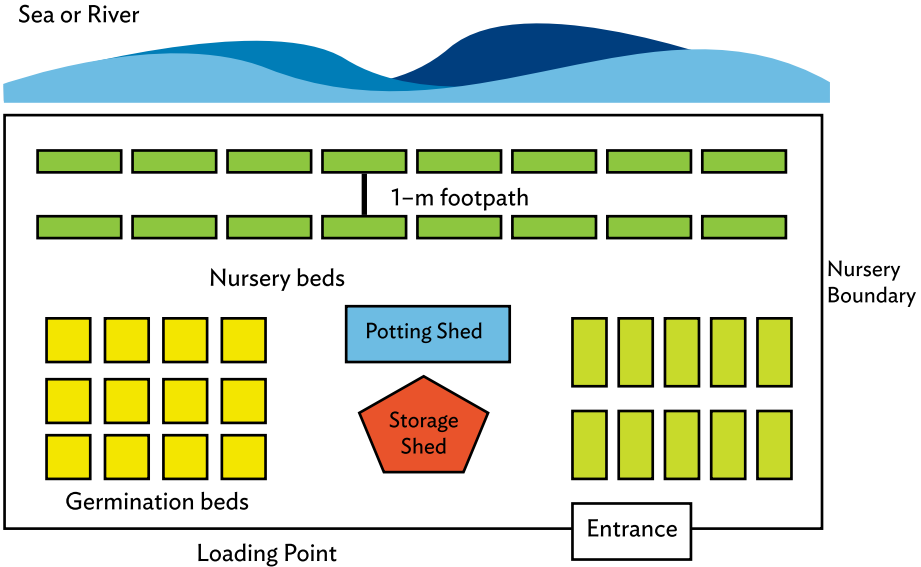 Sea or River
1–m footpath
Nursery beds
Nursery
Boundary
Potting Shed
Storage
Shed
Germination beds
Entrance
Loading Point